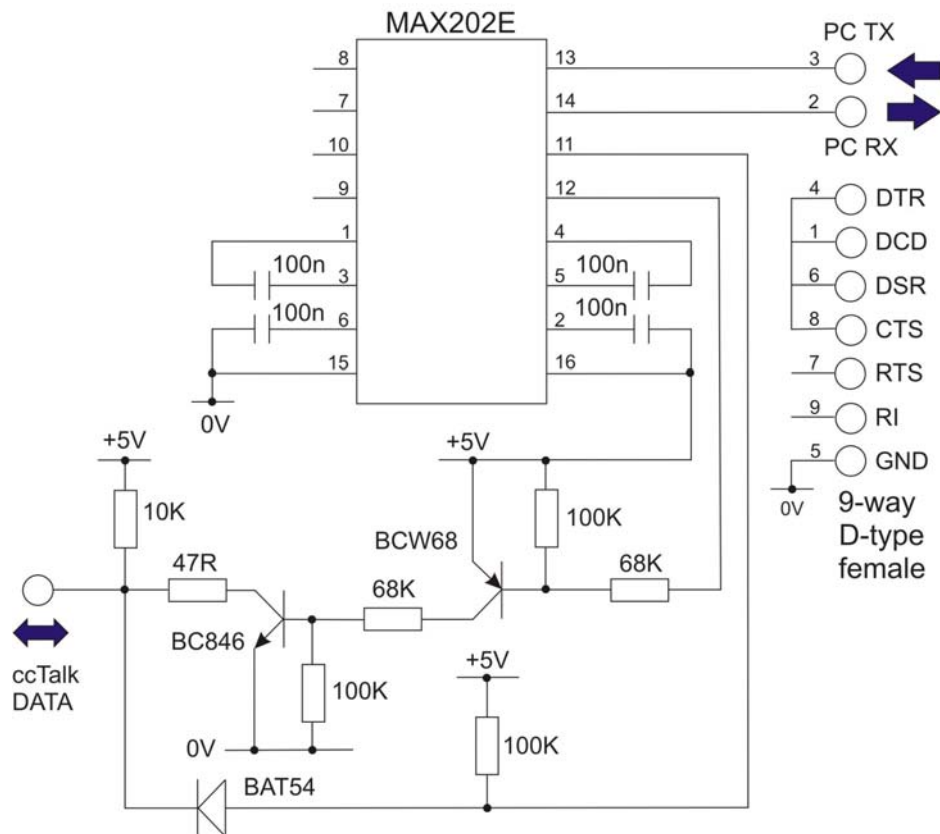 MAX202E
PC TX
8
13
3
7
14
2
PC RX
10
11
9
12
4
DTR
1
4
1
DCD
100n
3
5
100n
6
DSR
100n
6
2
100n
8
CTS
15
16
7
RTS
0V
9
RI
+5V
+5V
5
GND
0V
9-way
D-type
female
10K
100K
BCW68
47R
68K
68K
BC846
ccTalk
DATA
100K
+5V
0V
100K
BAT54